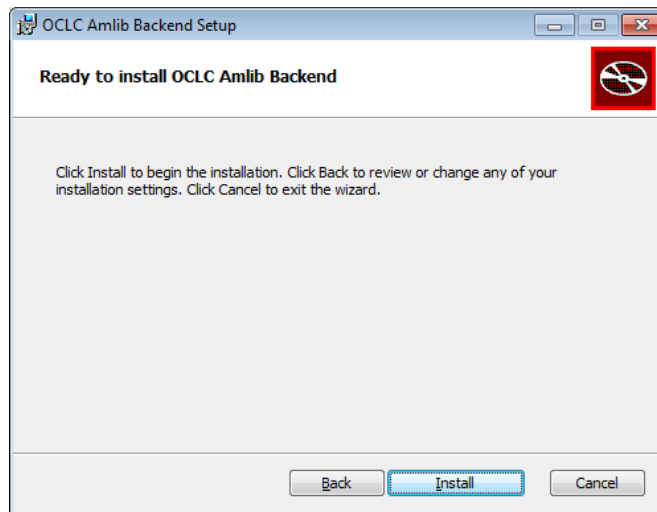 OCLC Amlib Backend Setup
Ready to install OCLC Amlib Backend
Click Install to begin the installation. Click Back to review or change any of your
installation settings. Click Cancel to exit the wizard.
Back Install Cancel